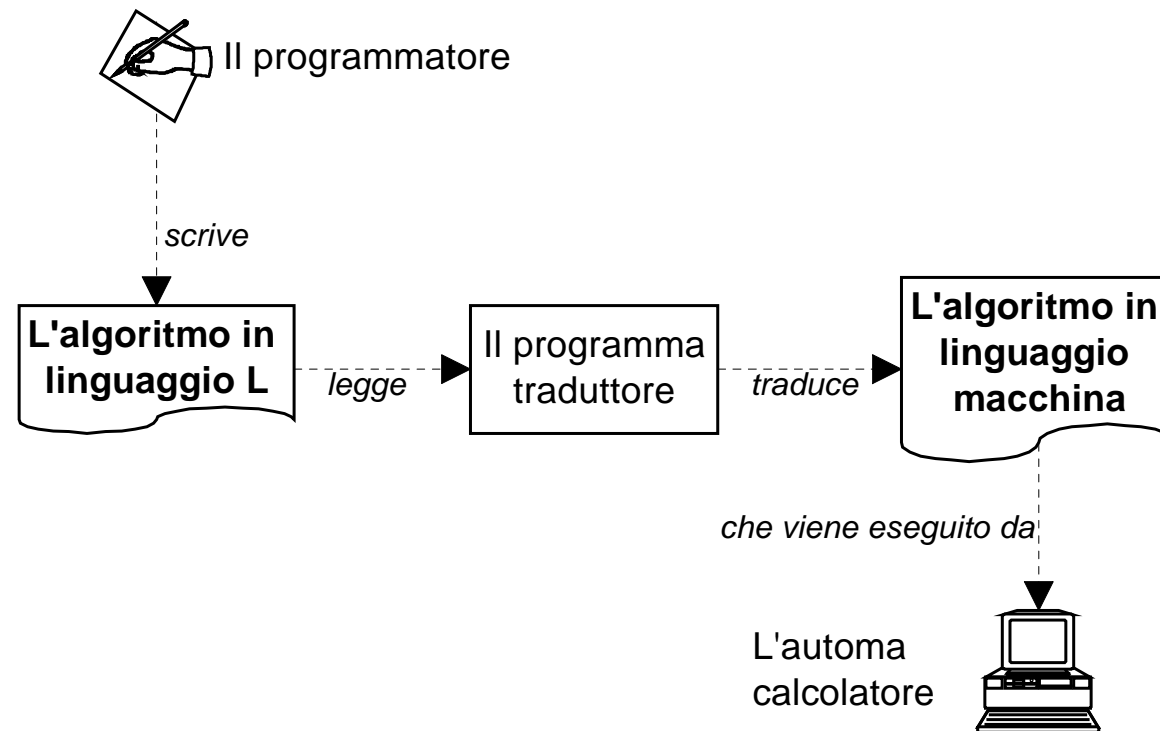 Il programmatore
scrive
L'algoritmo in
linguaggio L
legge
Il programma
traduttore
traduce
L'algoritmo in
linguaggio
macchina
che viene eseguito da
L'automa
calcolatore